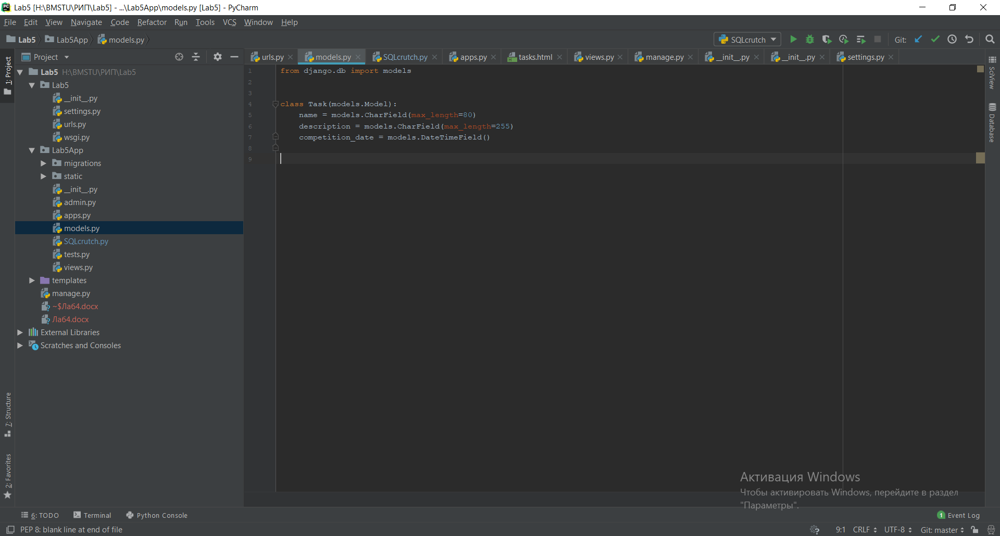 Lab5 [H:\BMSTU\РИП\Lab5] - ...\Lab5App\models.py [Lab5] - PyCharm
File Edit View Navigate Code Refactor Run Tools VCS Window Help
Lab5 Lab5App models.py SQLcrutch Git:
1: Project
Project
urls.py models.py SQLcrutch.py apps.py tasks.html views.py manage.py __init__.py __init__.py settings.py
Lab5 H:\BMSTU\РИП\Lab5
Lab5
__init__.py
settings.py
urls.py
wsgi.py
Lab5App
migrations
static
__init__.py
admin.py
apps.py
models.py
SQLcrutch.py
tests.py
views.py
templates
manage.py
~$Ла64.docx
Ла64.docx
External Libraries
Scratches and Consoles
1 from django.db import models
2
3
4 class Task(models.Model):
5 name = models.CharField(max_length=80)
6 description = models.CharField(max_length=255)
7 competition_date = models.DateTimeField()
8
9
SciView
Database
7: Structure
2: Favorites
Активация Windows
Чтобы активировать Windows, перейдите в раздел
"Параметры".
6: TODO Terminal Python Console 1 Event Log
PEP 8: blank line at end of file 9:1 CRLF UTF-8 Git: master